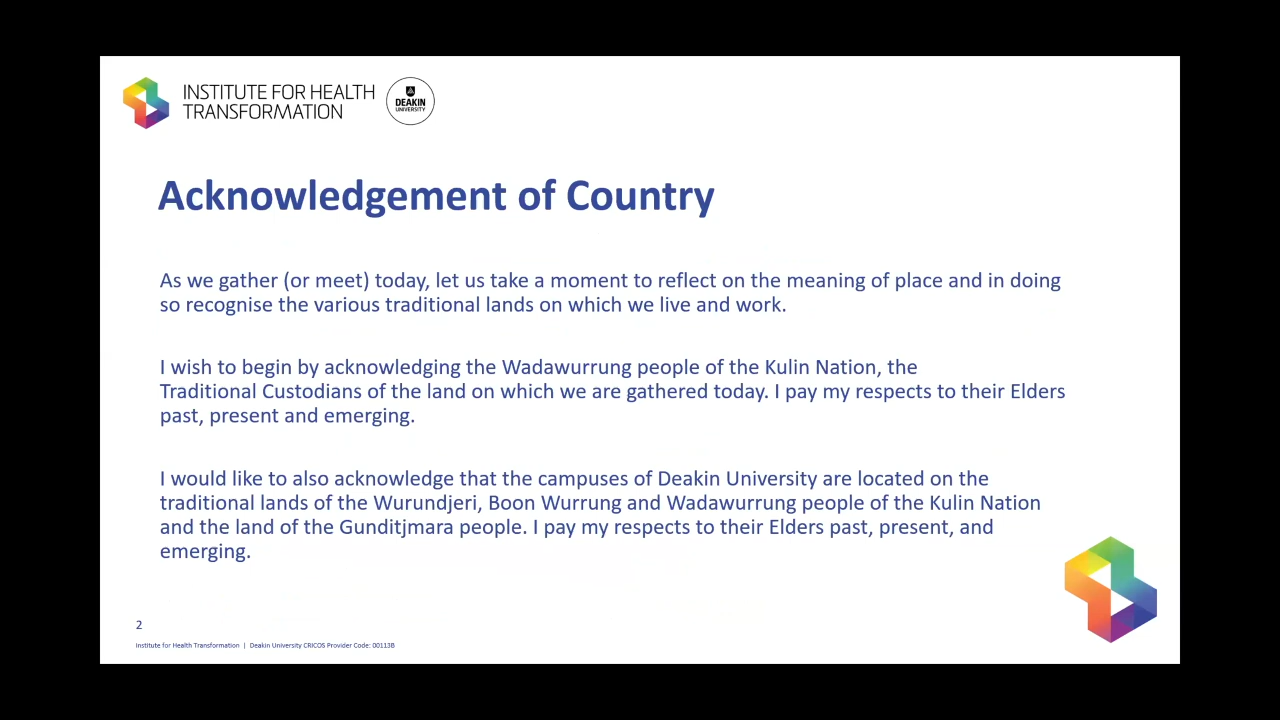 INSTITUTE FOR HEALTH
TRANSFORMATION
DEAKIN
UNIVERSITY
Acknowledgement of Country
As we gather (or meet) today, let us take a moment to reflect on the meaning of place and in doing
so recognise the various traditional lands on which we live and work.
I wish to begin by acknowledging the Wadawurrung people of the Kulin Nation, the
Traditional Custodians of the land on which we are gathered today. I pay my respects to their Elders
past, present and emerging.
I would like to also acknowledge that the campuses of Deakin University are located on the
traditional lands of the Wurundjeri, Boon Wurrung and Wadawurrung people of the Kulin Nation
and the land of the Gunditjmara people. I pay my respects to their Elders past, present, and
emerging.
2
Institute for Health Transformation | Deakin University CRICOS Provider Code: 00113B